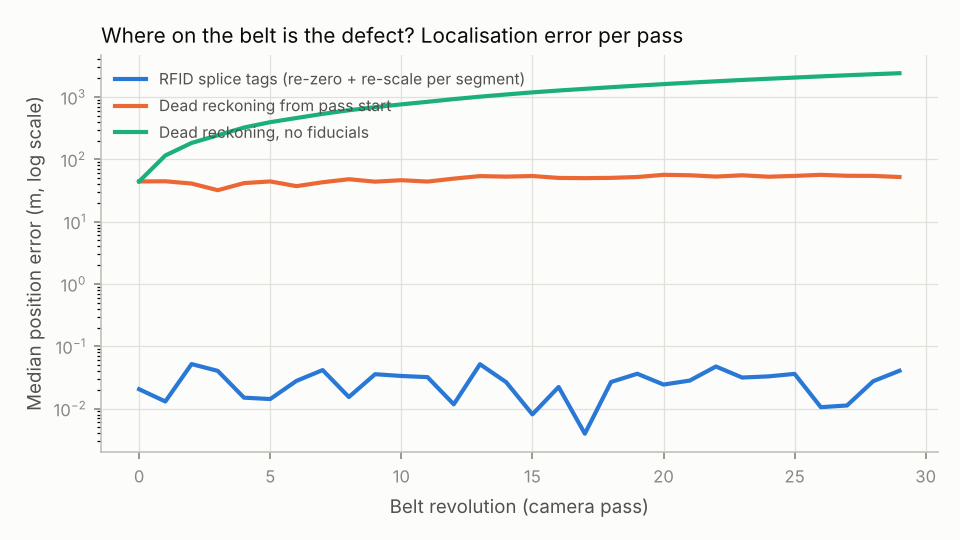 Where on the belt is the defect? Localisation error per pass
RFID splice tags (re-zero + re-scale per segment)
Dead reckoning from pass start
Dead reckoning, no fiducials
Median position error (m, log scale)
10³
10²
10¹
10⁰
10⁻¹
10⁻²
0 5 10 15 20 25 30
Belt revolution (camera pass)